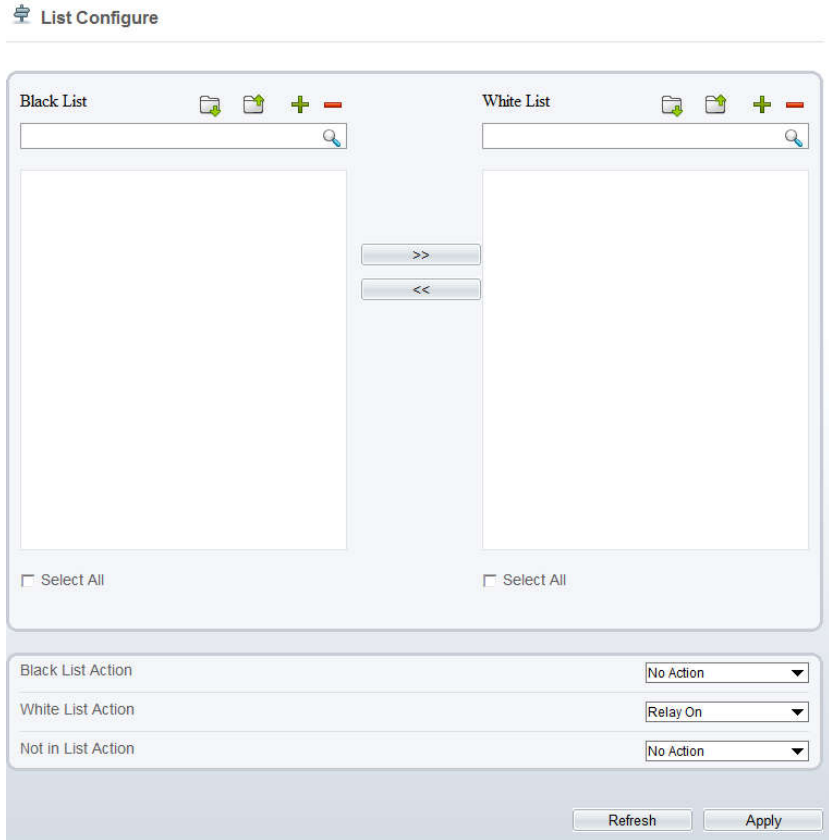 List Configure
Black List
White List
>>
<<
Select All
Select All
Black List Action
No Action
White List Action
Relay On
Not in List Action
No Action
Refresh
Apply